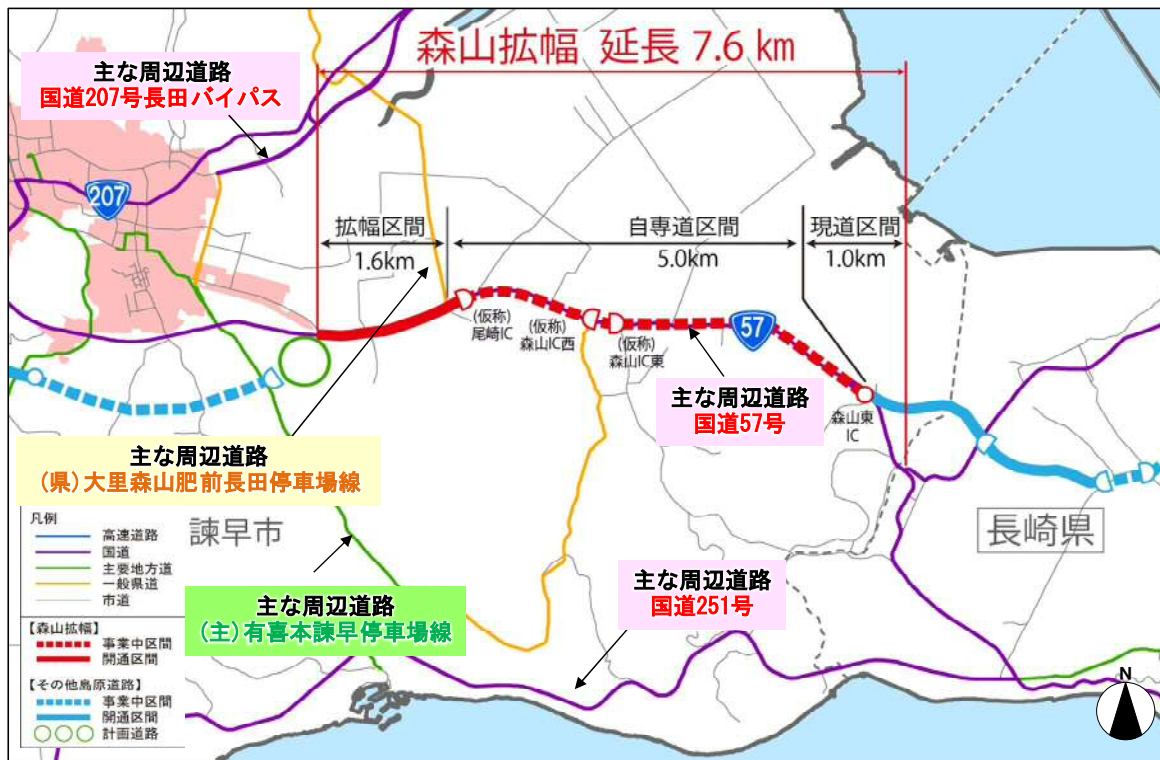 森山拡幅 延長 7.6 km
主な周辺道路
国道207号長田バイパス
207
拡幅区間
1.6km
自専道区間
5.0km
現道区間
1.0km
(仮称)
尾崎IC
(仮称)
森山IC西
(仮称)
森山IC東
57
主な周辺道路
国道57号
森山東
IC
主な周辺道路
(県)大里森山肥前長田停車場線
諫早市
長崎県
主な周辺道路
(主)有喜本諫早停車場線
主な周辺道路
国道251号
凡例
高速道路
国道
主要地方道
一般県道
市道
【森山拡幅】
事業中区間
開通区間
【その他島原道路】
事業中区間
開通区間
計画道路
N